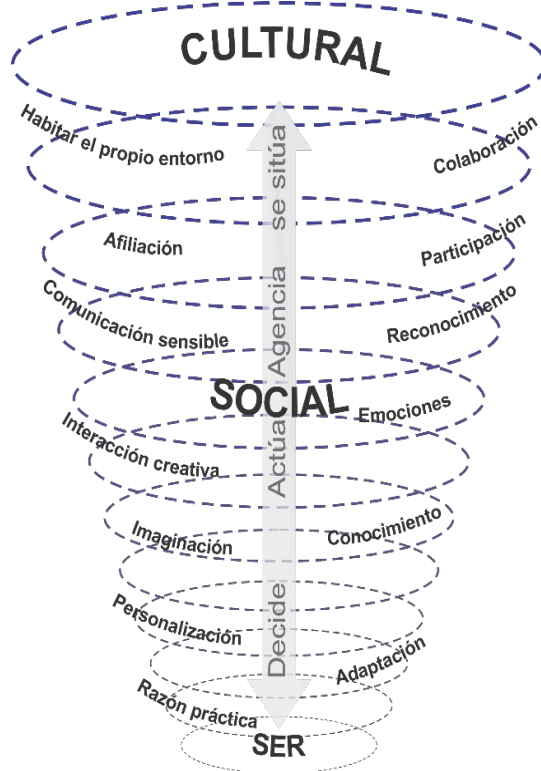 CULTURAL
Habitar el propio entorno
Colaboración
Afiliación
Participación
Comunicación sensible
Reconocimiento
SOCIAL
Emociones
Interacción creativa
Imaginación
Conocimiento
Personalización
Adaptación
Razón práctica
SER
Decide Actúa Agencia se sitúa